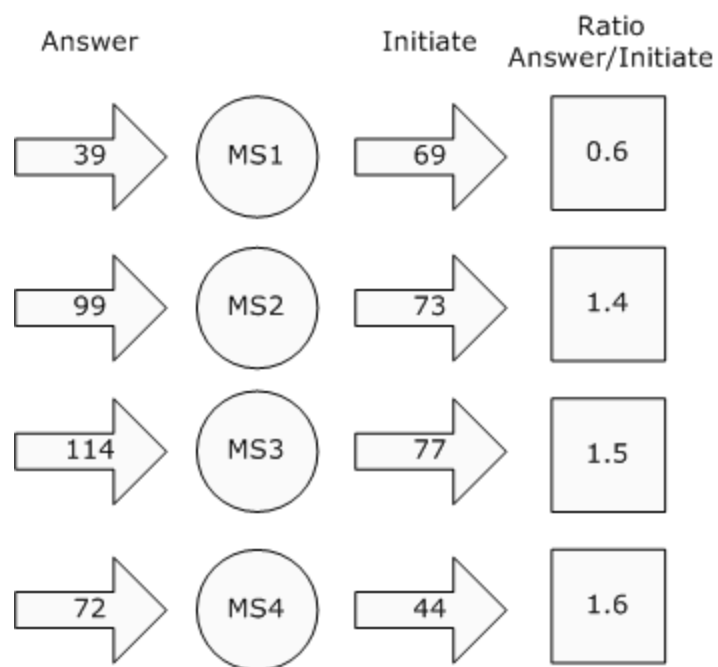 Answer
Initiate
Ratio
Answer/Initiate
39
MS1
69
0.6
99
MS2
73
1.4
114
MS3
77
1.5
72
MS4
44
1.6